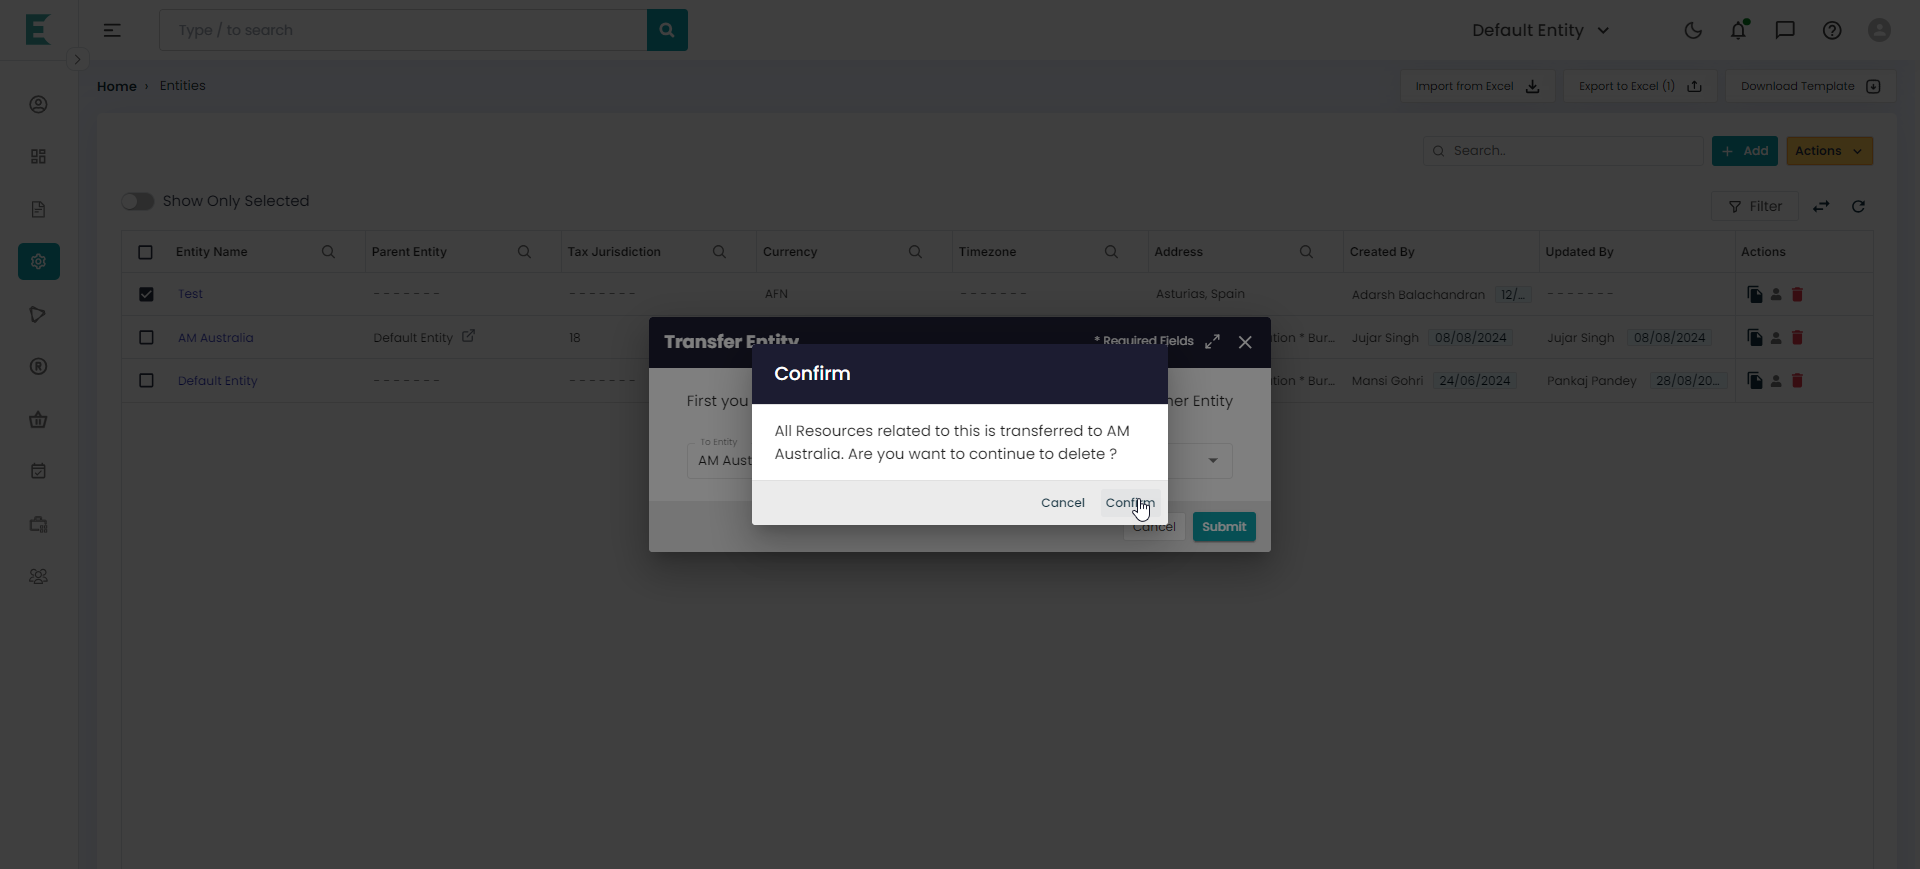 Type / to search
Default Entity
Home › Entities
Import from Excel
Export to Excel (1)
Download Template
Search..
+ Add
Actions
Show Only Selected
Filter
Entity Name
Parent Entity
Tax Jurisdiction
Currency
Timezone
Address
Created By
Updated By
Actions
Test
- - - - - - -
- - - - - - -
AFN
- - - - - - -
Asturias, Spain
Adarsh Balachandran 12/...
- - - - - - -
AM Australia
Default Entity
18
* Bur...
Jujar Singh 08/08/2024
Jujar Singh 08/08/2024
Default Entity
- - - - - - -
- - - - - - -
* Bur...
Mansi Gohri 24/06/2024
Pankaj Pandey 28/08/20...
Transfer Entity
* Required Fields
Confirm
First you
Entity
All Resources related to this is transferred to AM
Australia. Are you want to continue to delete ?
To Entity
AM Aust
Cancel
Confirm
Cancel
Submit